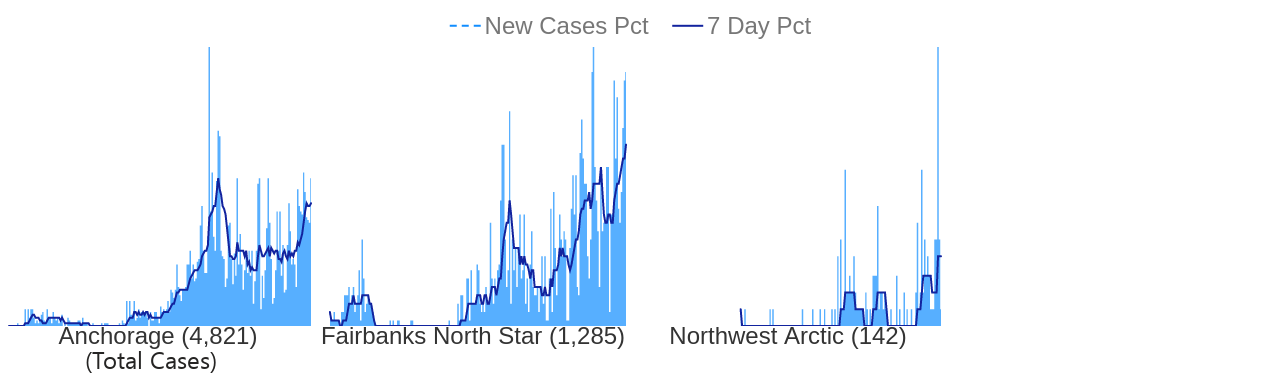 New Cases Pct 7 Day Pct
Anchorage (4,821) Fairbanks North Star (1,285) Northwest Arctic (142)
(Total Cases)